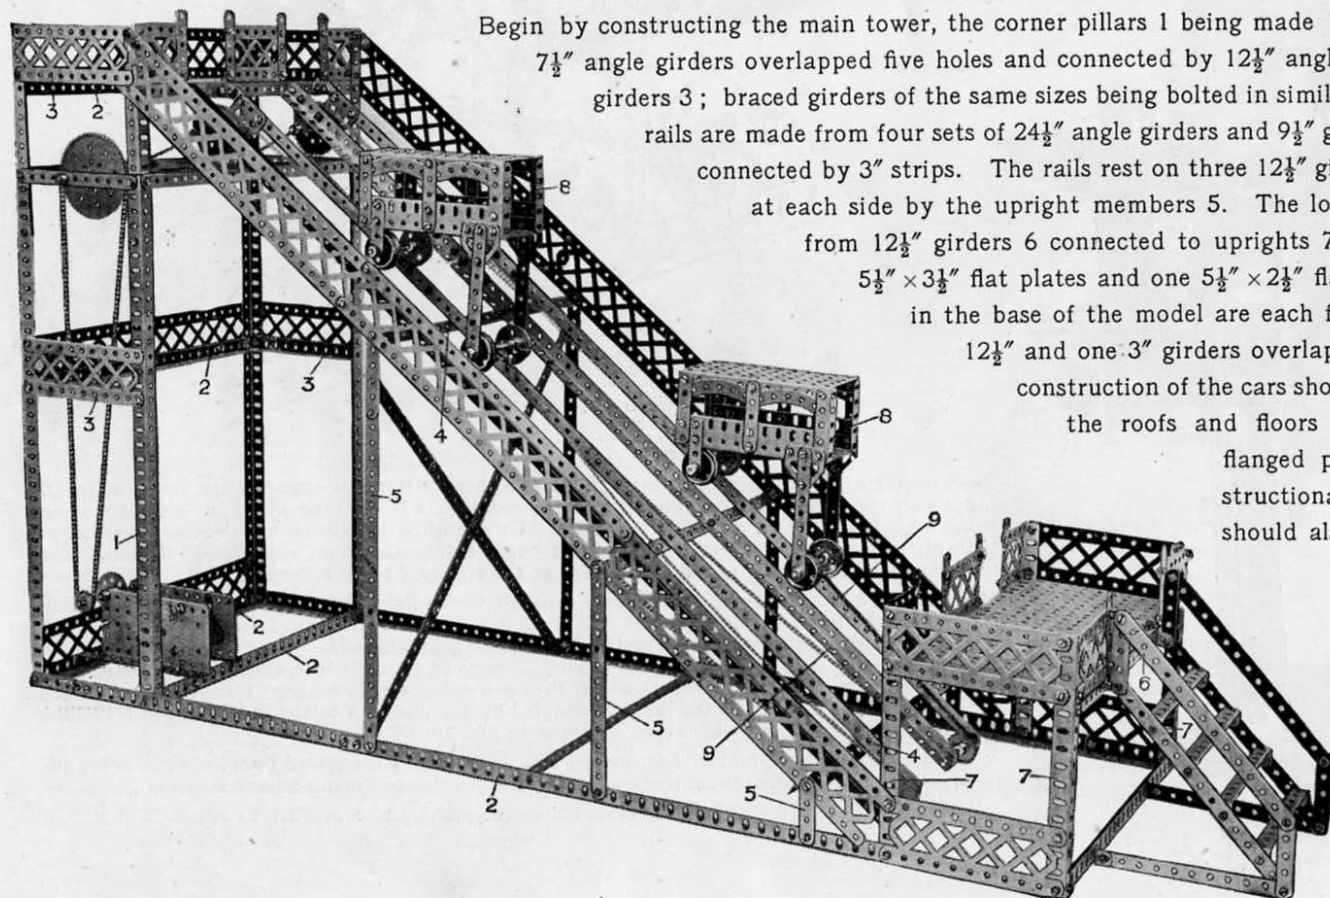 Begin by constructing the main tower, the corner pillars 1 being made
7½″ angle girders overlapped five holes and connected by 12½″ angl
girders 3 ; braced girders of the same sizes being bolted in simil
rails are made from four sets of 24½″ angle girders and 9½″ g
connected by 3″ strips. The rails rest on three 12½″ gi
at each side by the upright members 5. The lo
from 12½″ girders 6 connected to uprights 7
5½″ × 3½″ flat plates and one 5½″ × 2½″ fl
in the base of the model are each f
12½″ and one 3″ girders overlap
construction of the cars sho
the roofs and floors
flanged p
structiona
should al
3 2
8
2 3
3
4
8
5
1
9
2
2
6
5
7
9
4
7
7
2
5